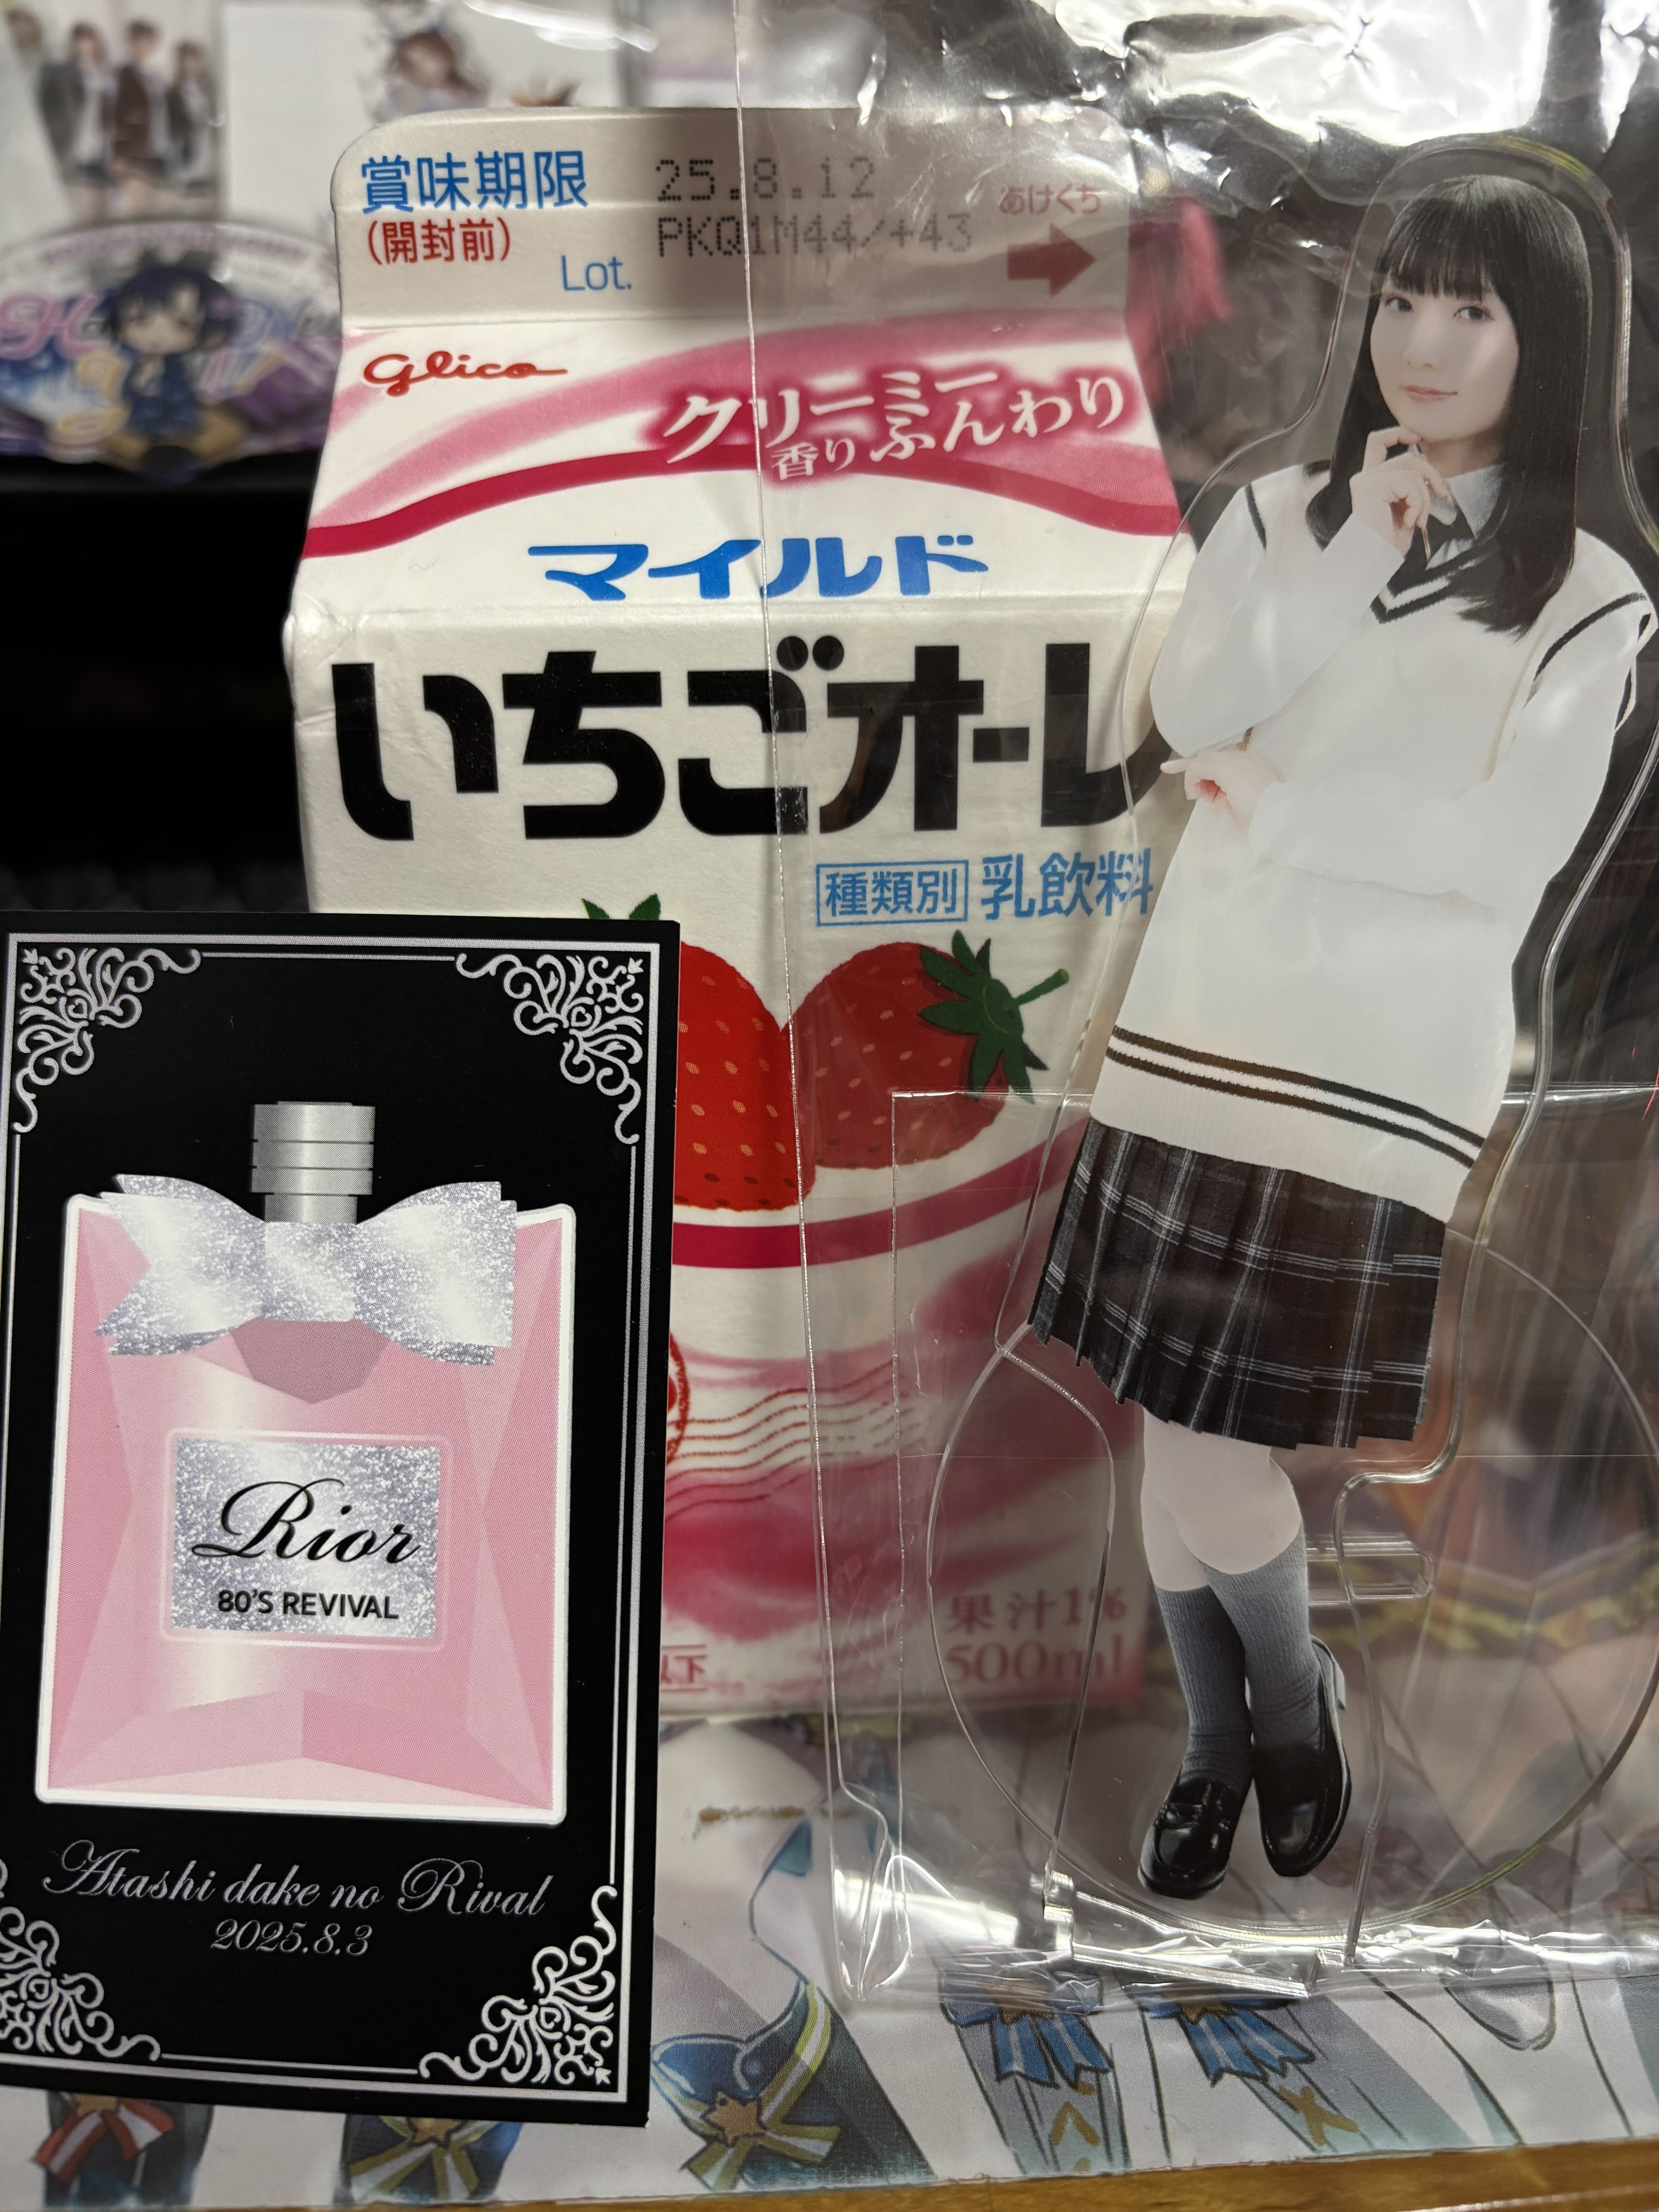 賞味期限
25.8.12
(開封前)
Lot.
PKQ1M44/+43
あけくち
glico
クリーミー
香りふんわり
マイルド
いちごオーレ
種類別 乳飲料
果汁1%
500ml
以下
Rior
80'S REVIVAL
Atashi dake no Rival
2025.8.3